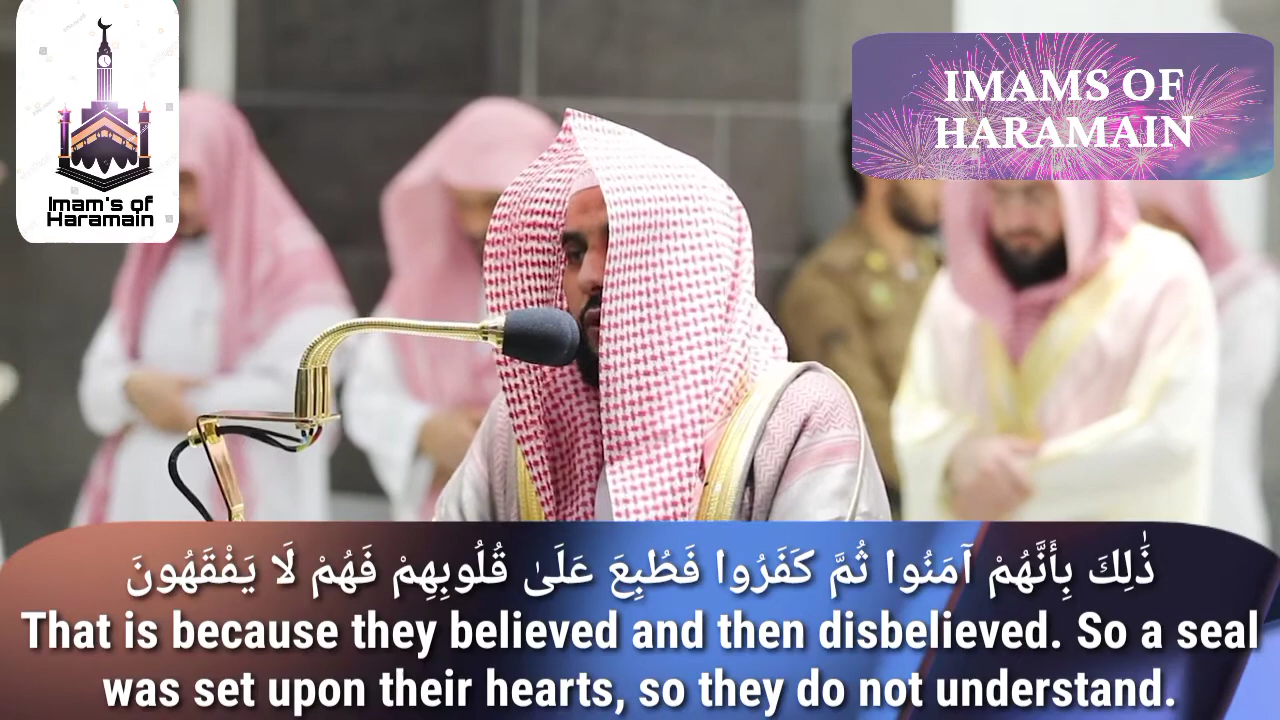 Imam's of
Haramain
IMAMS OF
HARAMAIN
ذَٰلِكَ بِأَنَّهُمْ آمَنُوا ثُمَّ كَفَرُوا فَطُبِعَ عَلَىٰ قُلُوبِهِمْ فَهُمْ لَا يَفْقَهُونَ
That is because they believed and then disbelieved. So a seal
was set upon their hearts, so they do not understand.